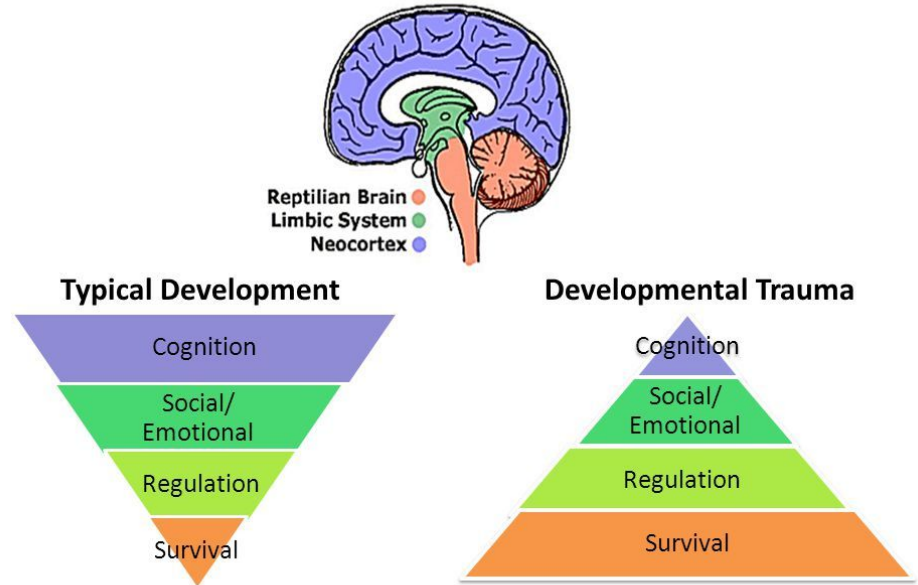 Reptilian Brain
Limbic System
Neocortex
Typical Development
Cognition
Social/
Emotional
Regulation
Survival
Developmental Trauma
Cognition
Social/
Emotional
Regulation
Survival